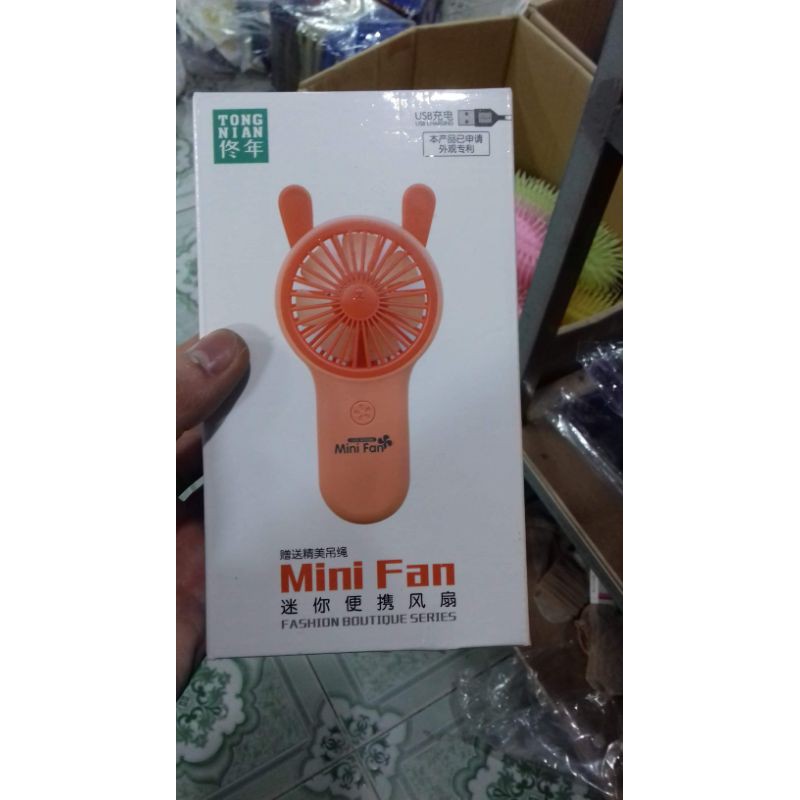 TONG
NIAN
佟年
USB充电
USB CHARGING
本产品已申请
外观专利
Mini Fan
赠送精美吊绳
Mini Fan
迷你便携风扇
FASHION BOUTIQUE SERIES